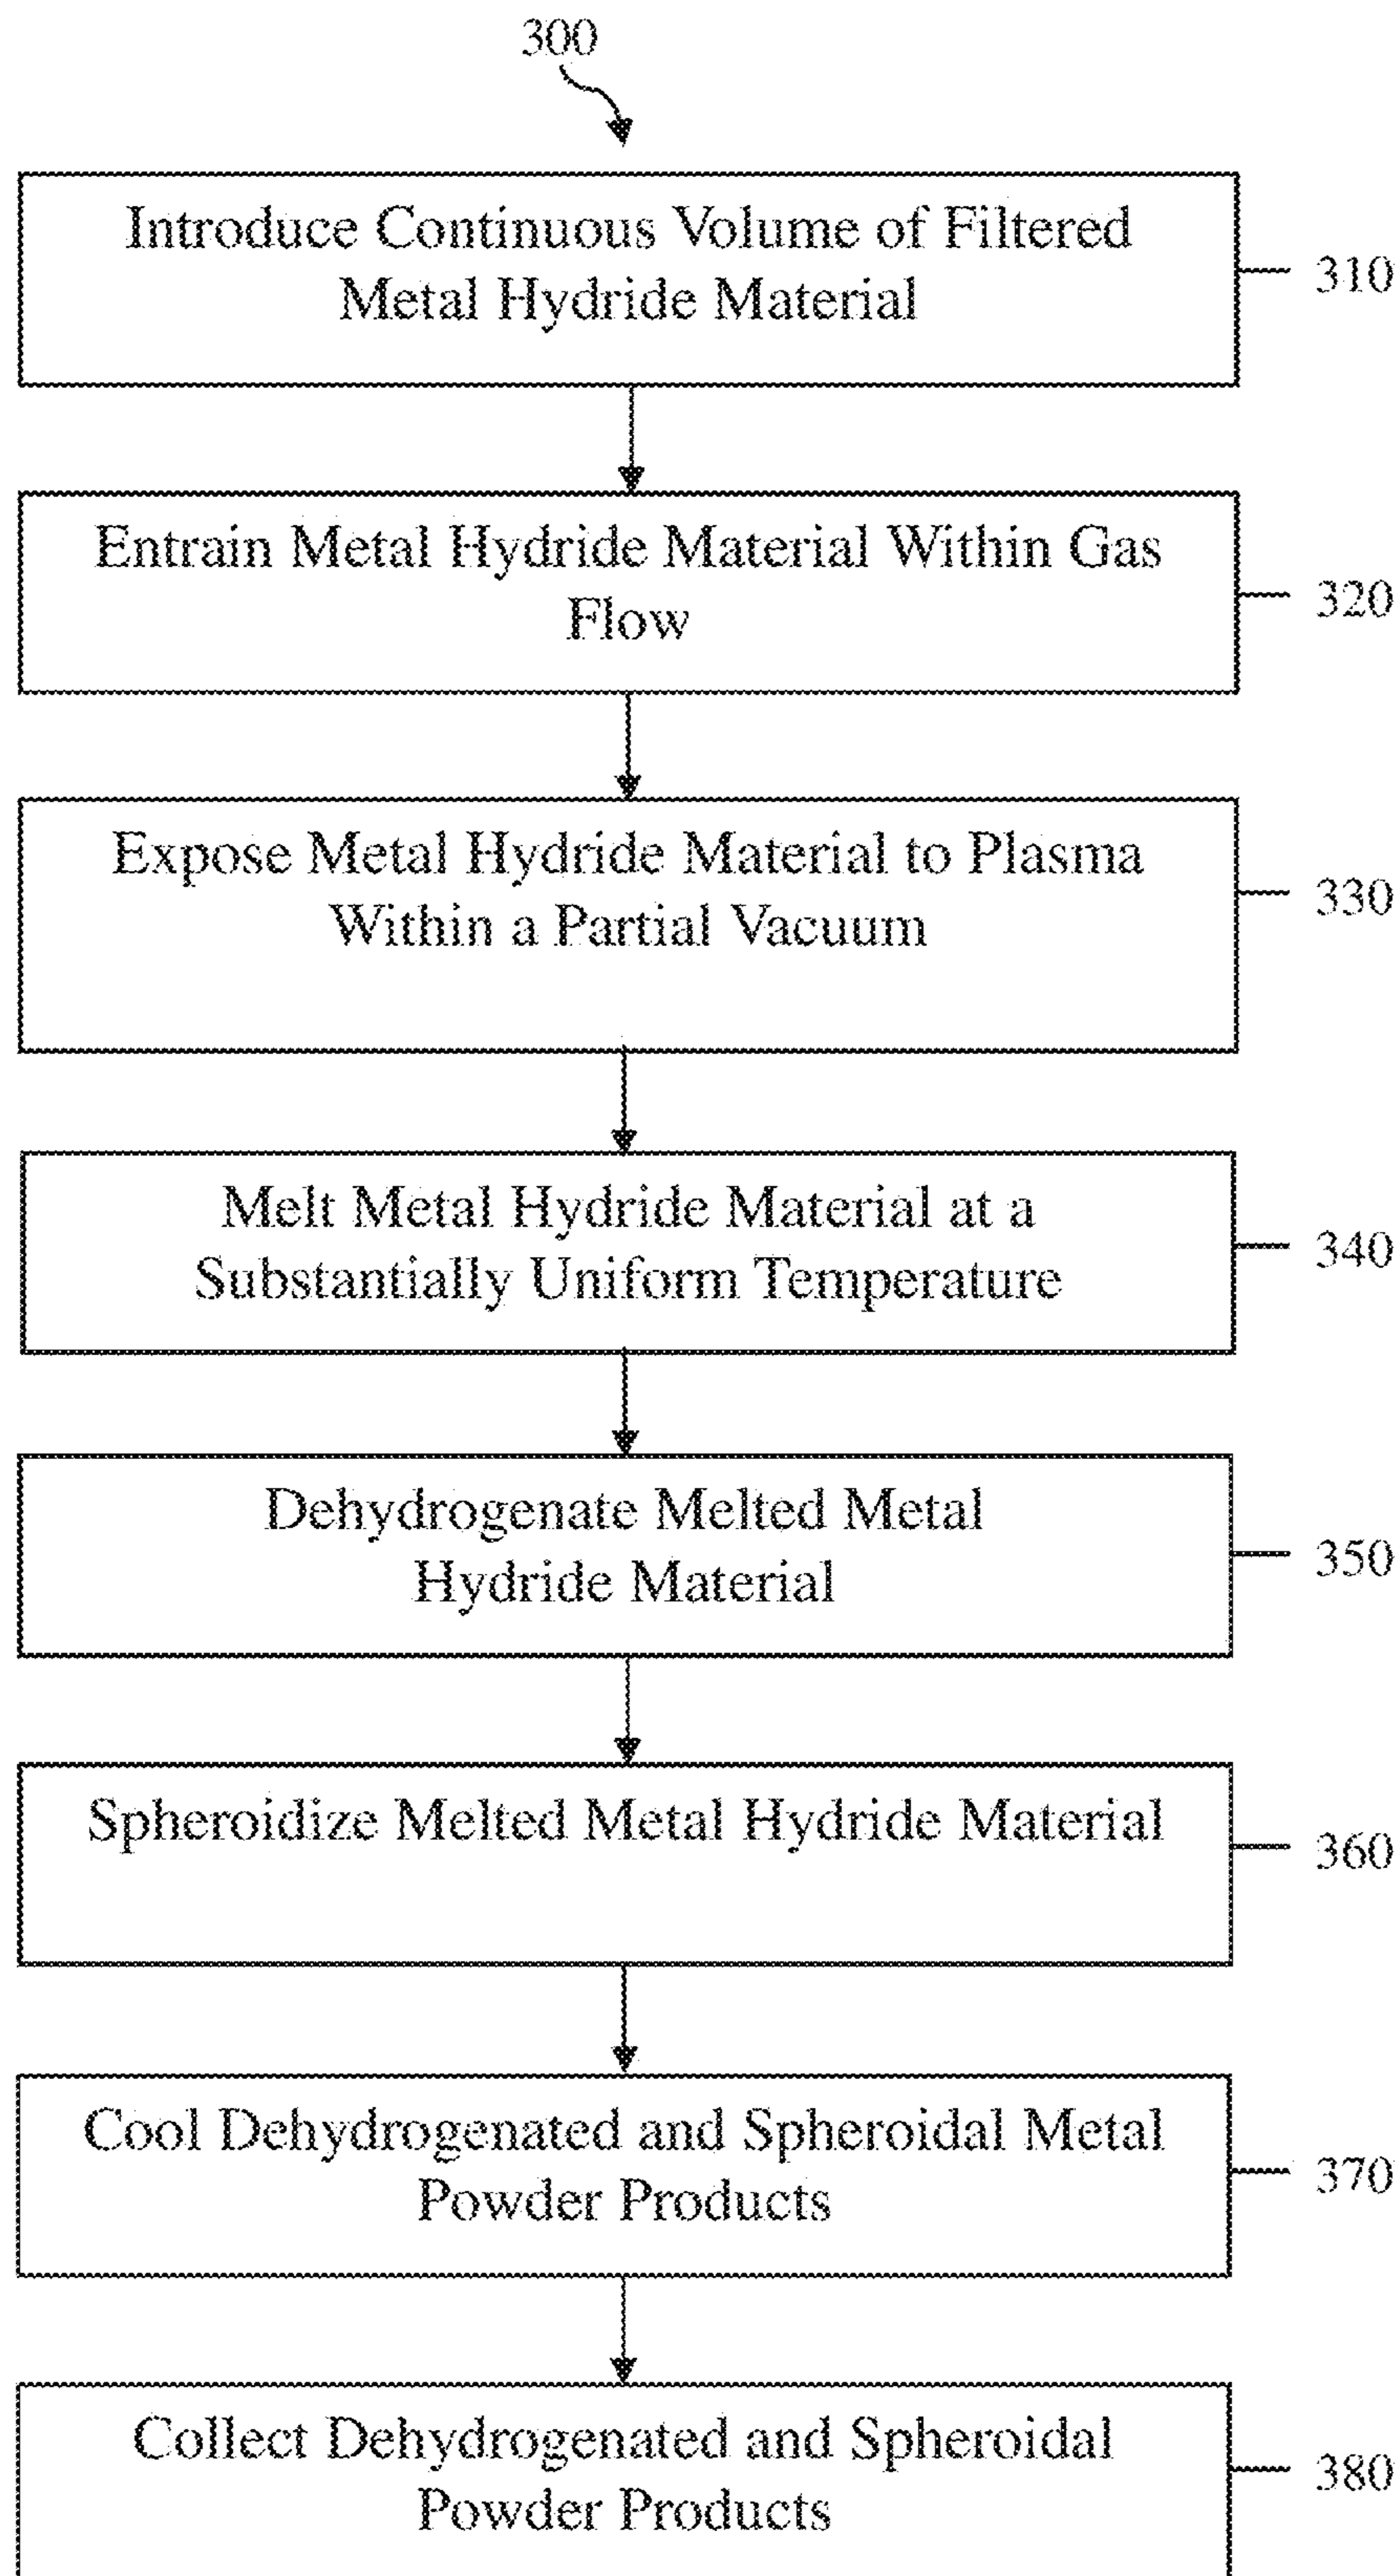 300
Introduce Continuous Volume of Filtered
Metal Hydride Material
310
Entrain Metal Hydride Material Within Gas
Flow
320
Expose Metal Hydride Material to Plasma
Within a Partial Vacuum
330
Melt Metal Hydride Material at a
Substantially Uniform Temperature
340
Dehydrogenate Melted Metal
Hydride Material
350
Spheroidize Melted Metal Hydride Material
360
Cool Dehydrogenated and Spheroidal Metal
Powder Products
370
Collect Dehydrogenated and Spheroidal
Powder Products
380